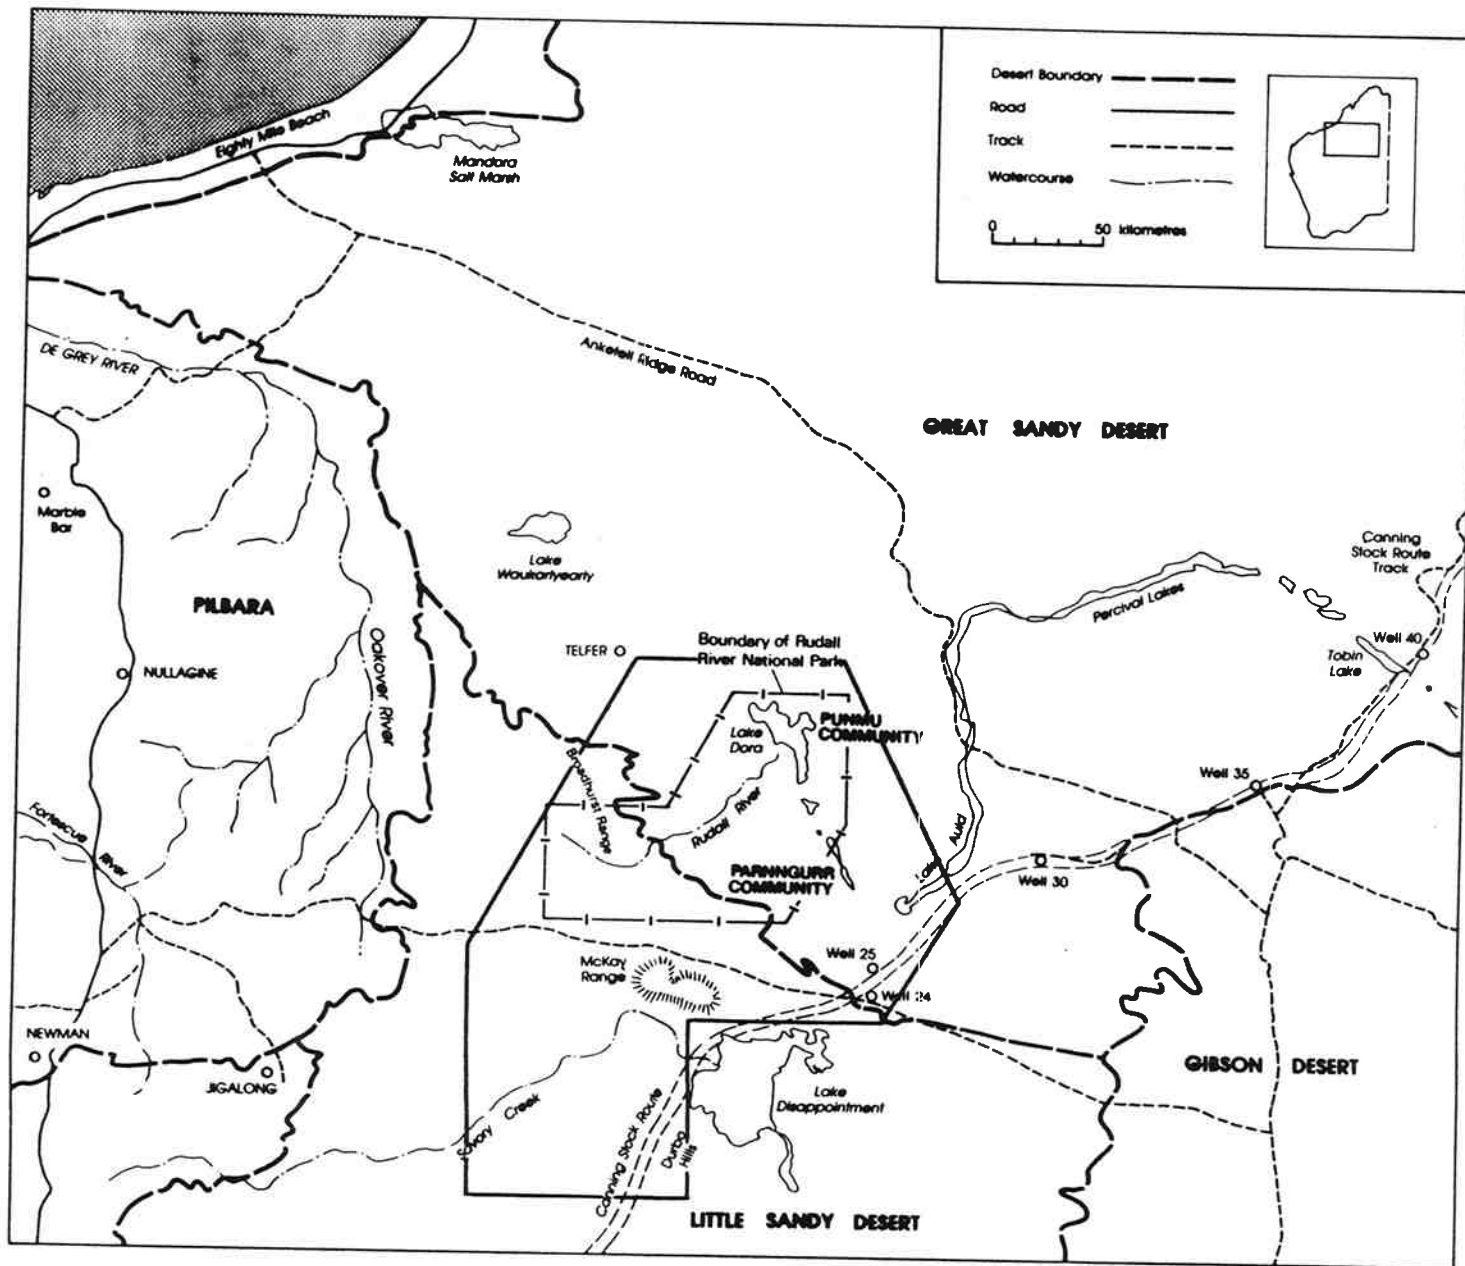 Desert Boundary
Road
Track
Watercourse
0 50 kilometres
Eighty Mile Beach
Mandora
Salt Marsh
DE GREY RIVER
Anketell Ridge Road
GREAT SANDY DESERT
Marble
Bar
Lake
Waukarlyearly
Canning
Stock Route
Track
PILBARA
Percival Lakes
Oakover River
TELFER
Boundary of Rudall
River National Park
Well 40
Tobin
Lake
NULLAGINE
Lake
Dora
PUNMU
COMMUNITY
Broadhurst Range
Well 35
Rudall River
Fortescue
River
Lake Auld
PARNNGURR
COMMUNITY
Well 30
McKay
Range
Well 25
Well 24
NEWMAN
JIGALONG
GIBSON DESERT
Lake
Disappointment
Savory Creek
Canning Stock Route
Durba
Hills
LITTLE SANDY DESERT